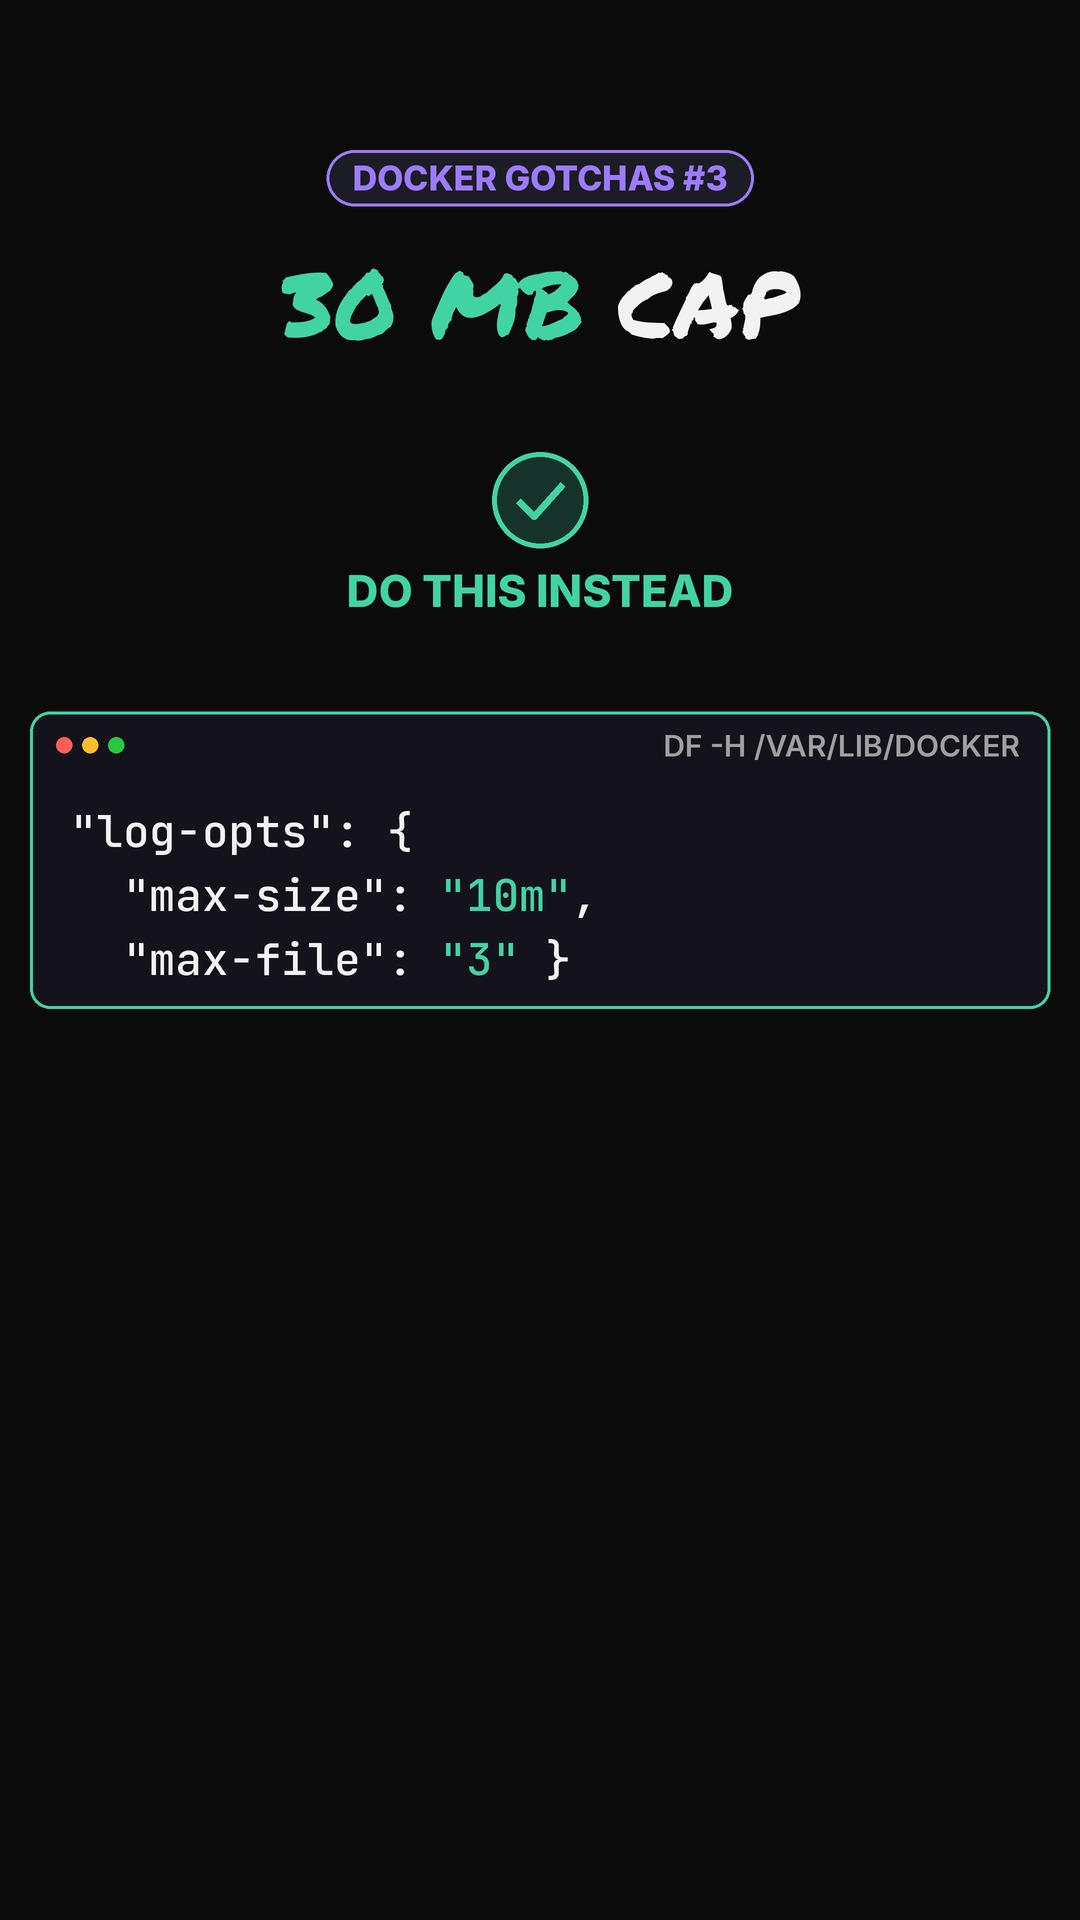 DOCKER GOTCHAS #3
30 MB CAP
DO THIS INSTEAD
DF -H /VAR/LIB/DOCKER
"log-opts": {
  "max-size": "10m",
  "max-file": "3" }